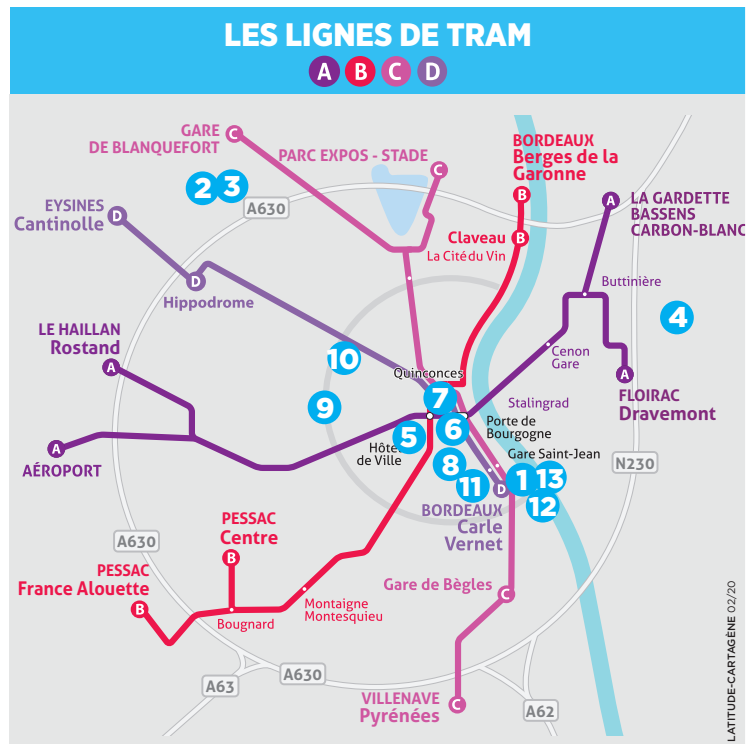 LES LIGNES DE TRAM
A B C D
GARE
DE BLANQUEFORT
C
PARC EXPOS - STADE
C
BORDEAUX
Berges de la
Garonne
B
2
3
A630
EYSINES
Cantinolle
D
A
LA GARDETTE
BASSENS
CARBON-BLANC
Claveau
B
La Cité du Vin
Hippodrome
D
Buttinière
4
LE HAILLAN
Rostand
A
10
Cenon
Gare
Quinconces
7
9
A
FLOIRAC
Dravemont
Stalingrad
6
Porte de
Bourgogne
5
Hôtel
de Ville
Gare Saint-Jean
A
AÉROPORT
8
11
D
1
13
12
N230
BORDEAUX
Carle
Vernet
A630
PESSAC
Centre
B
PESSAC
France Alouette
B
Bougnard
Montaigne
Montesquieu
Gare de Bègles
C
A63
A630
VILLENAVE
Pyrénées
C
A62
LATITUDE-CARTAGÈNE 02/20